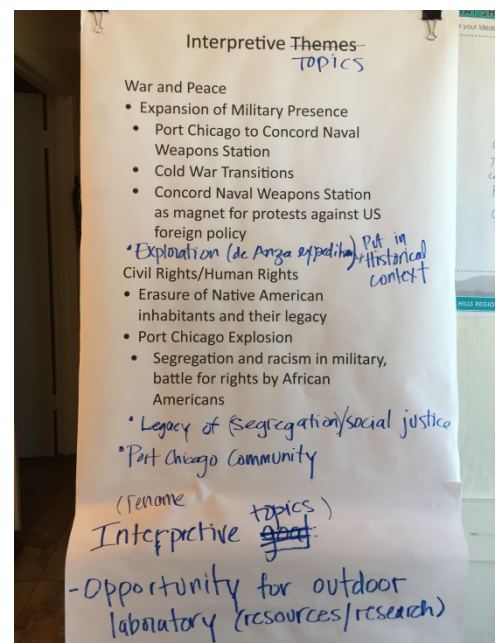 Interpretive Themes
TOPICS
War and Peace
• Expansion of Military Presence
• Port Chicago to Concord Naval
Weapons Station
• Cold War Transitions
• Concord Naval Weapons Station
as magnet for protests against US
foreign policy
• Exploration (de Anza expedition)
Put in
Historical
context
Civil Rights/Human Rights
• Erasure of Native American
inhabitants and their legacy
• Port Chicago Explosion
• Segregation and racism in military,
battle for rights by African
Americans
• Legacy of (segregation)/social justice
• Port Chicago Community
(rename topics)
Interpretive goal
- Opportunity for outdoor
laboratory (resources/research)
HILLS REGIO